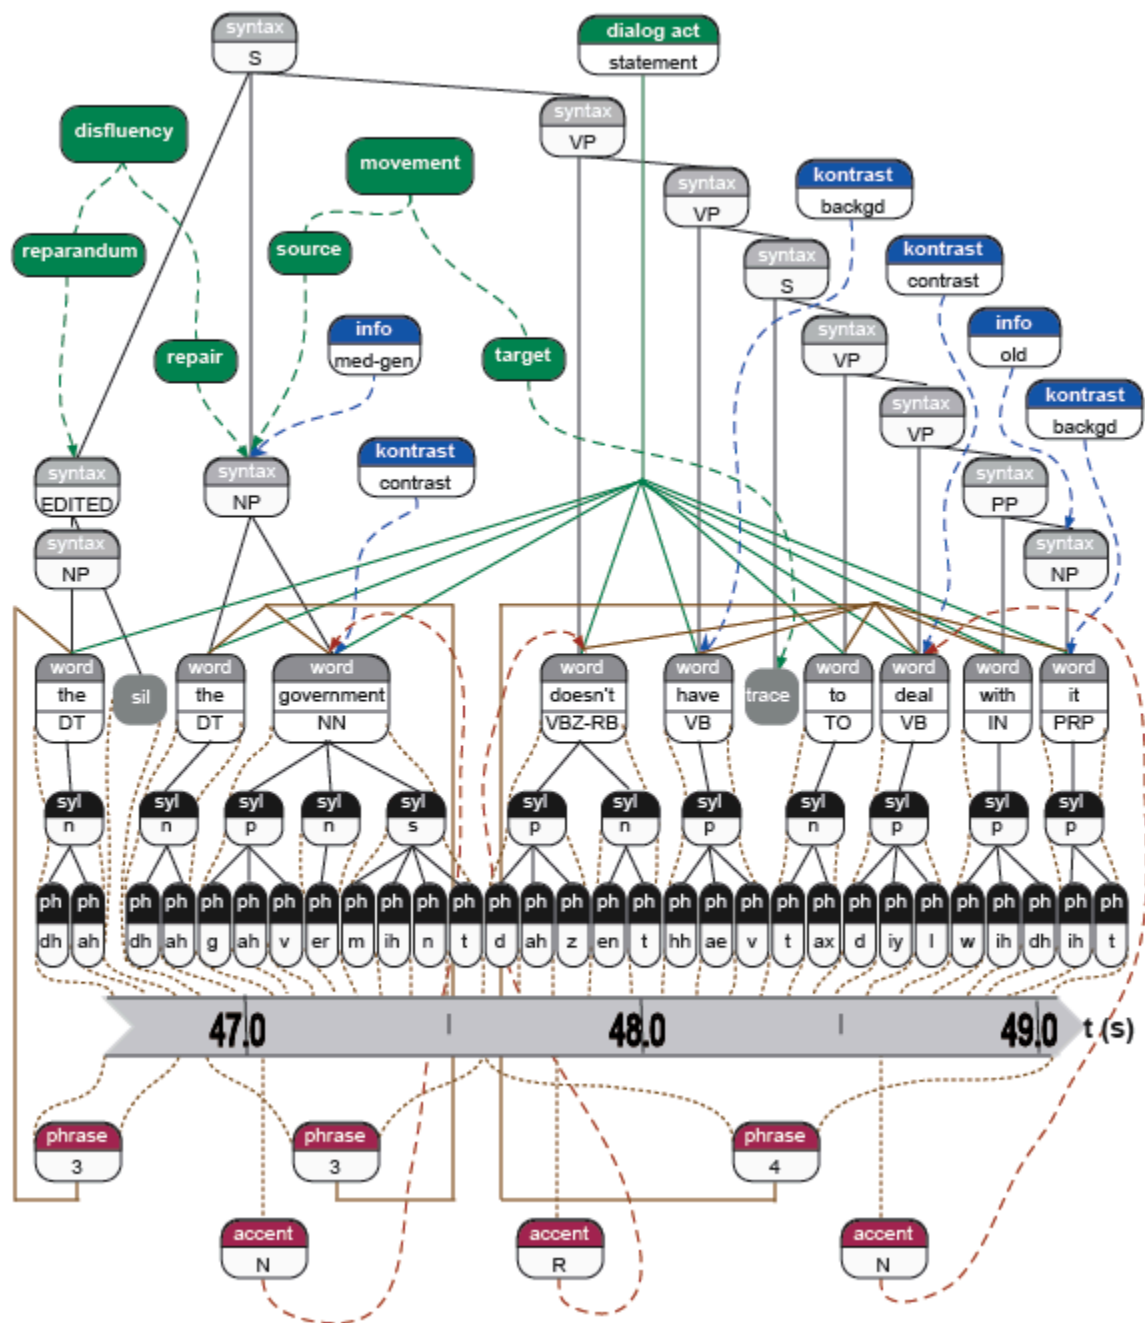 syntax
S
dialog act
statement
syntax
VP
disfluency
movement
kontrast
backgd
syntax
VP
reparandum
source
kontrast
contrast
syntax
S
info
med-gen
info
old
repair
target
syntax
VP
kontrast
backgd
syntax
VP
kontrast
contrast
syntax
EDITED
syntax
NP
syntax
PP
syntax
NP
syntax
NP
word word word word word word word word word
the sil the government doesn't have trace to deal with it
DT DT NN VBZ-RB VB TO VB IN PRP
syl syl syl syl syl syl syl syl syl syl syl syl
n n p n s p n p n p p p
ph ph ph ph ph ph ph ph ph ph ph ph ph ph ph ph ph ph ph ph ph ph ph ph ph ph ph ph ph ph
dh ah dh ah g ah v er m ih n t d ah z en t hh ae v t ax d iy l w ih dh ih t
47.0 48.0 49.0 t (s)
phrase phrase phrase
3 3 4
accent accent accent
N R N